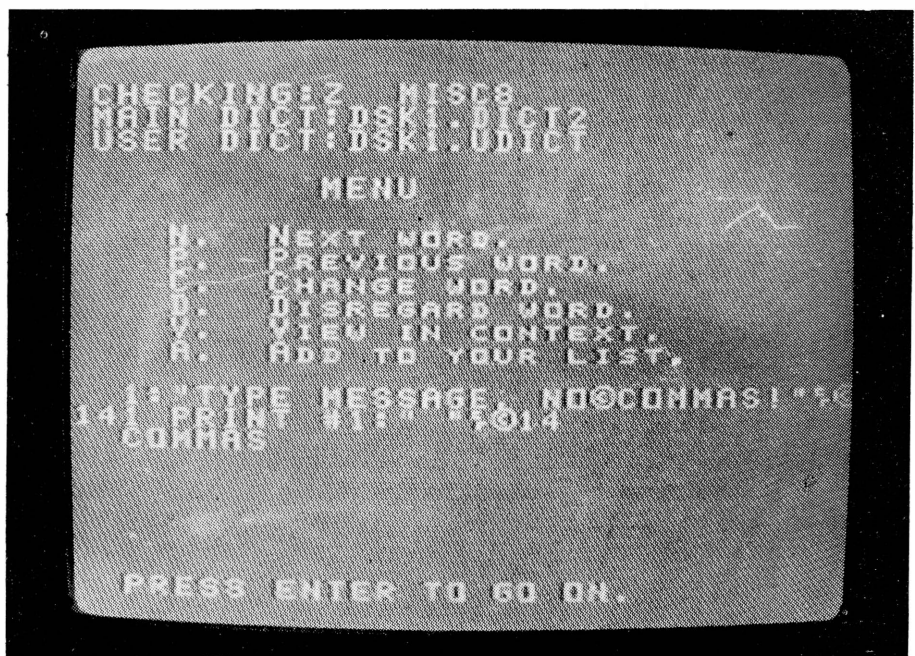 CHECKING:2 MISC8
MAIN DICT:DSK1.DICT2
USER DICT:DSK1.UDICT
MENU
N. NEXT WORD.
P. PREVIOUS WORD.
C. CHANGE WORD.
D. DISREGARD WORD.
V. VIEW IN CONTEXT.
A. ADD TO YOUR LIST.
1:"TYPE MESSAGE, NO©COMMAS!";©
141 PRINT #1:" ";©14
COMMAS
PRESS ENTER TO GO ON.